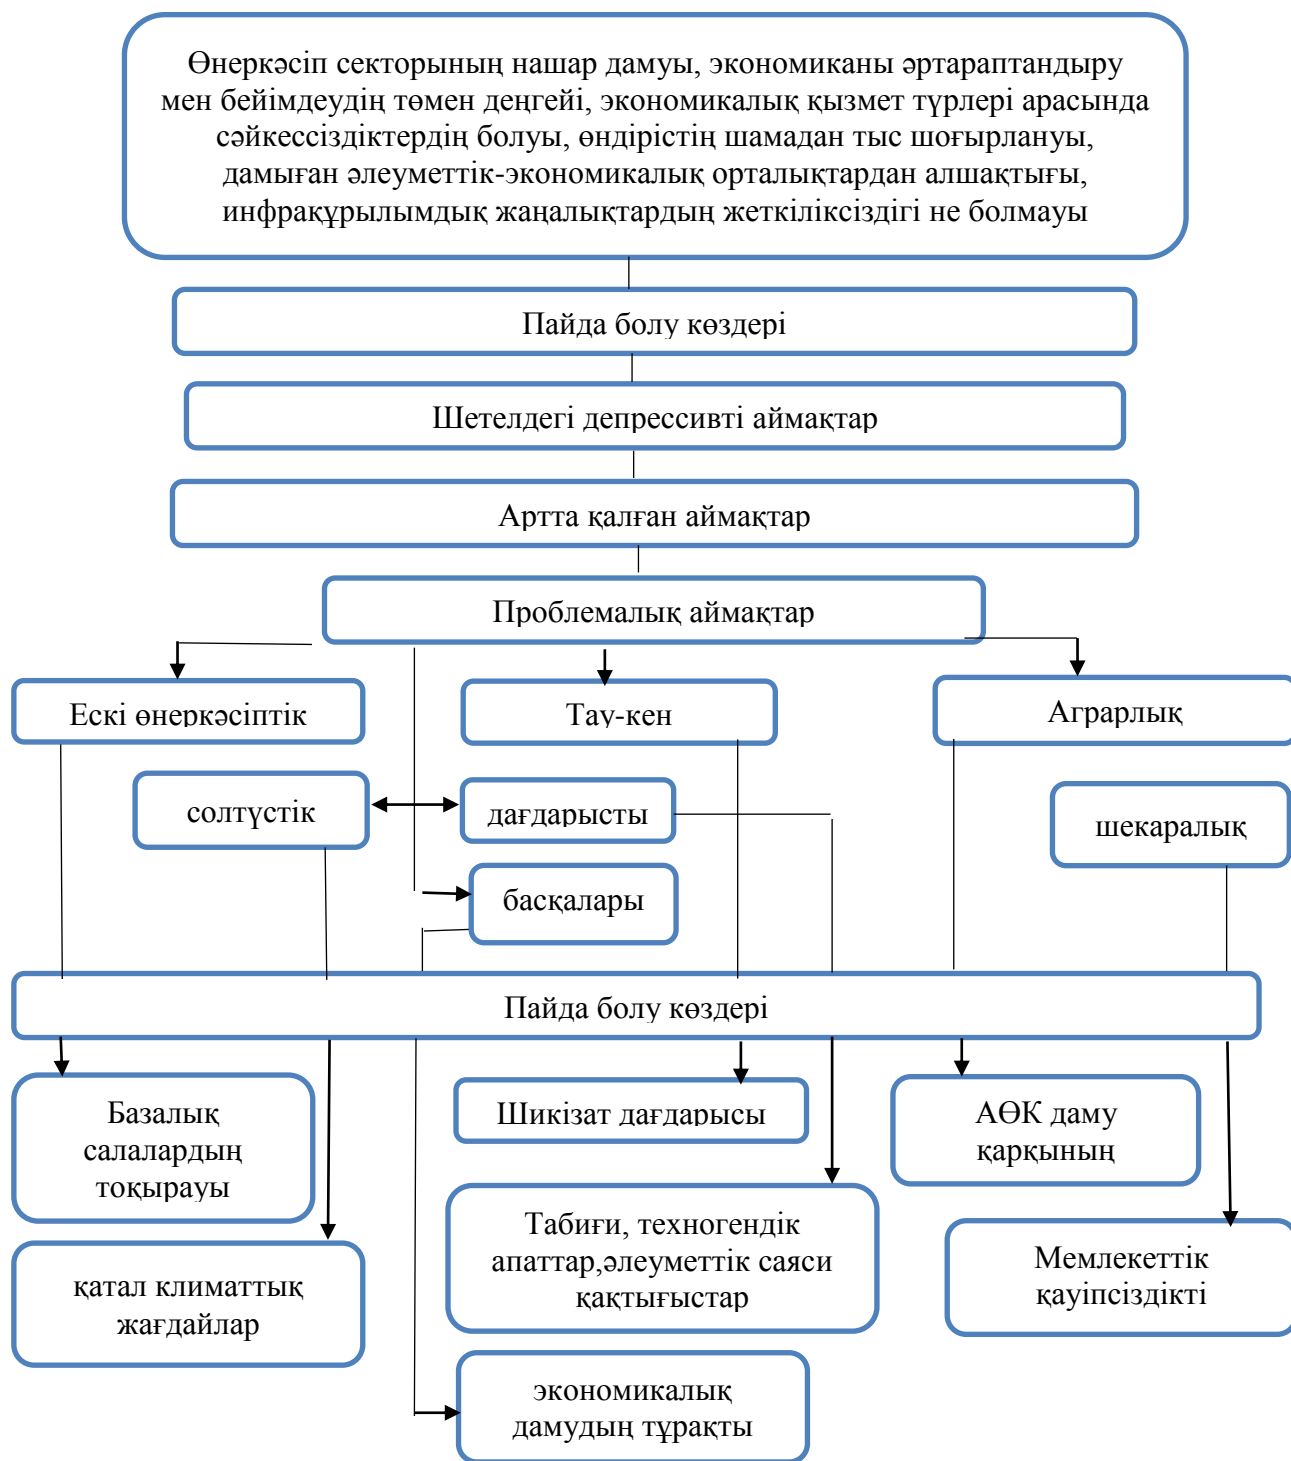 Өнеркәсіп секторының нашар дамуы, экономиканы әртараптандыру
мен бейімдеудің төмен деңгейі, экономикалық қызмет түрлері арасында
сәйкессіздіктердің болуы, өндірістің шамадан тыс шоғырлануы,
дамыған әлеуметтік-экономикалық орталықтардан алшақтығы,
инфрақұрылымдық жаңалықтардың жеткіліксіздігі не болмауы
Пайда болу көздері
Шетелдегі депрессивті аймақтар
Артта қалған аймақтар
Проблемалық аймақтар
Ескі өнеркәсіптік
Тау-кен
Аграрлық
солтүстік
дағдарысты
шекаралық
басқалары
Пайда болу көздері
Базалық
салалардың
тоқырауы
Шикізат дағдарысы
АӨК даму
қарқының
қатал климаттық
жағдайлар
Табиғи, техногендік
апаттар,әлеуметтік саяси
қақтығыстар
Мемлекеттік
қауіпсіздікті
экономикалық
дамудың тұрақты